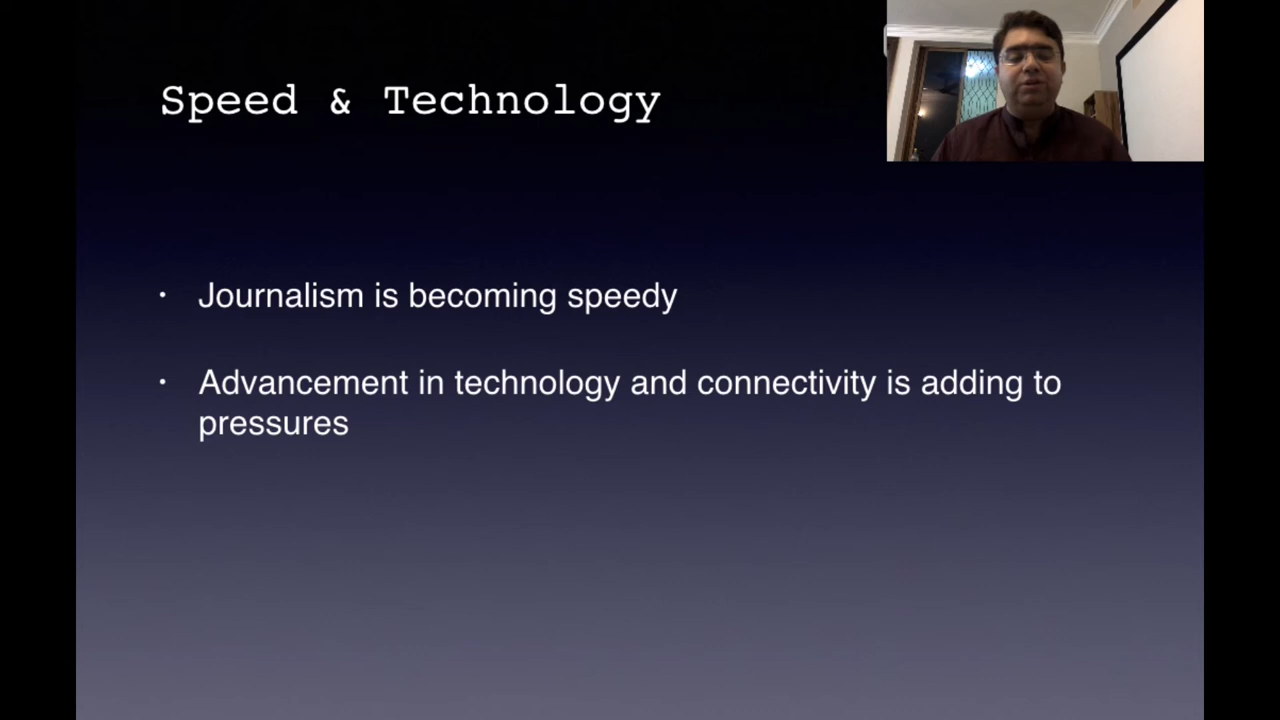 Speed & Technology
• Journalism is becoming speedy
• Advancement in technology and connectivity is adding to
pressures